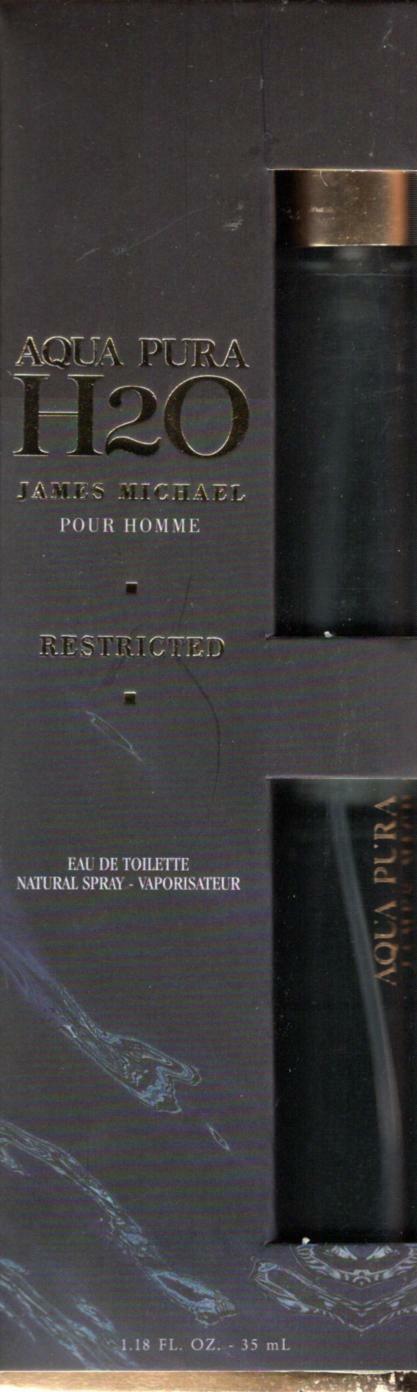 AQUA PURA
H2O
JAMES MICHAEL
POUR HOMME
RESTRICTED
EAU DE TOILETTE
NATURAL SPRAY - VAPORISATEUR
AQUA PURA
1.18 FL. OZ. - 35 mL